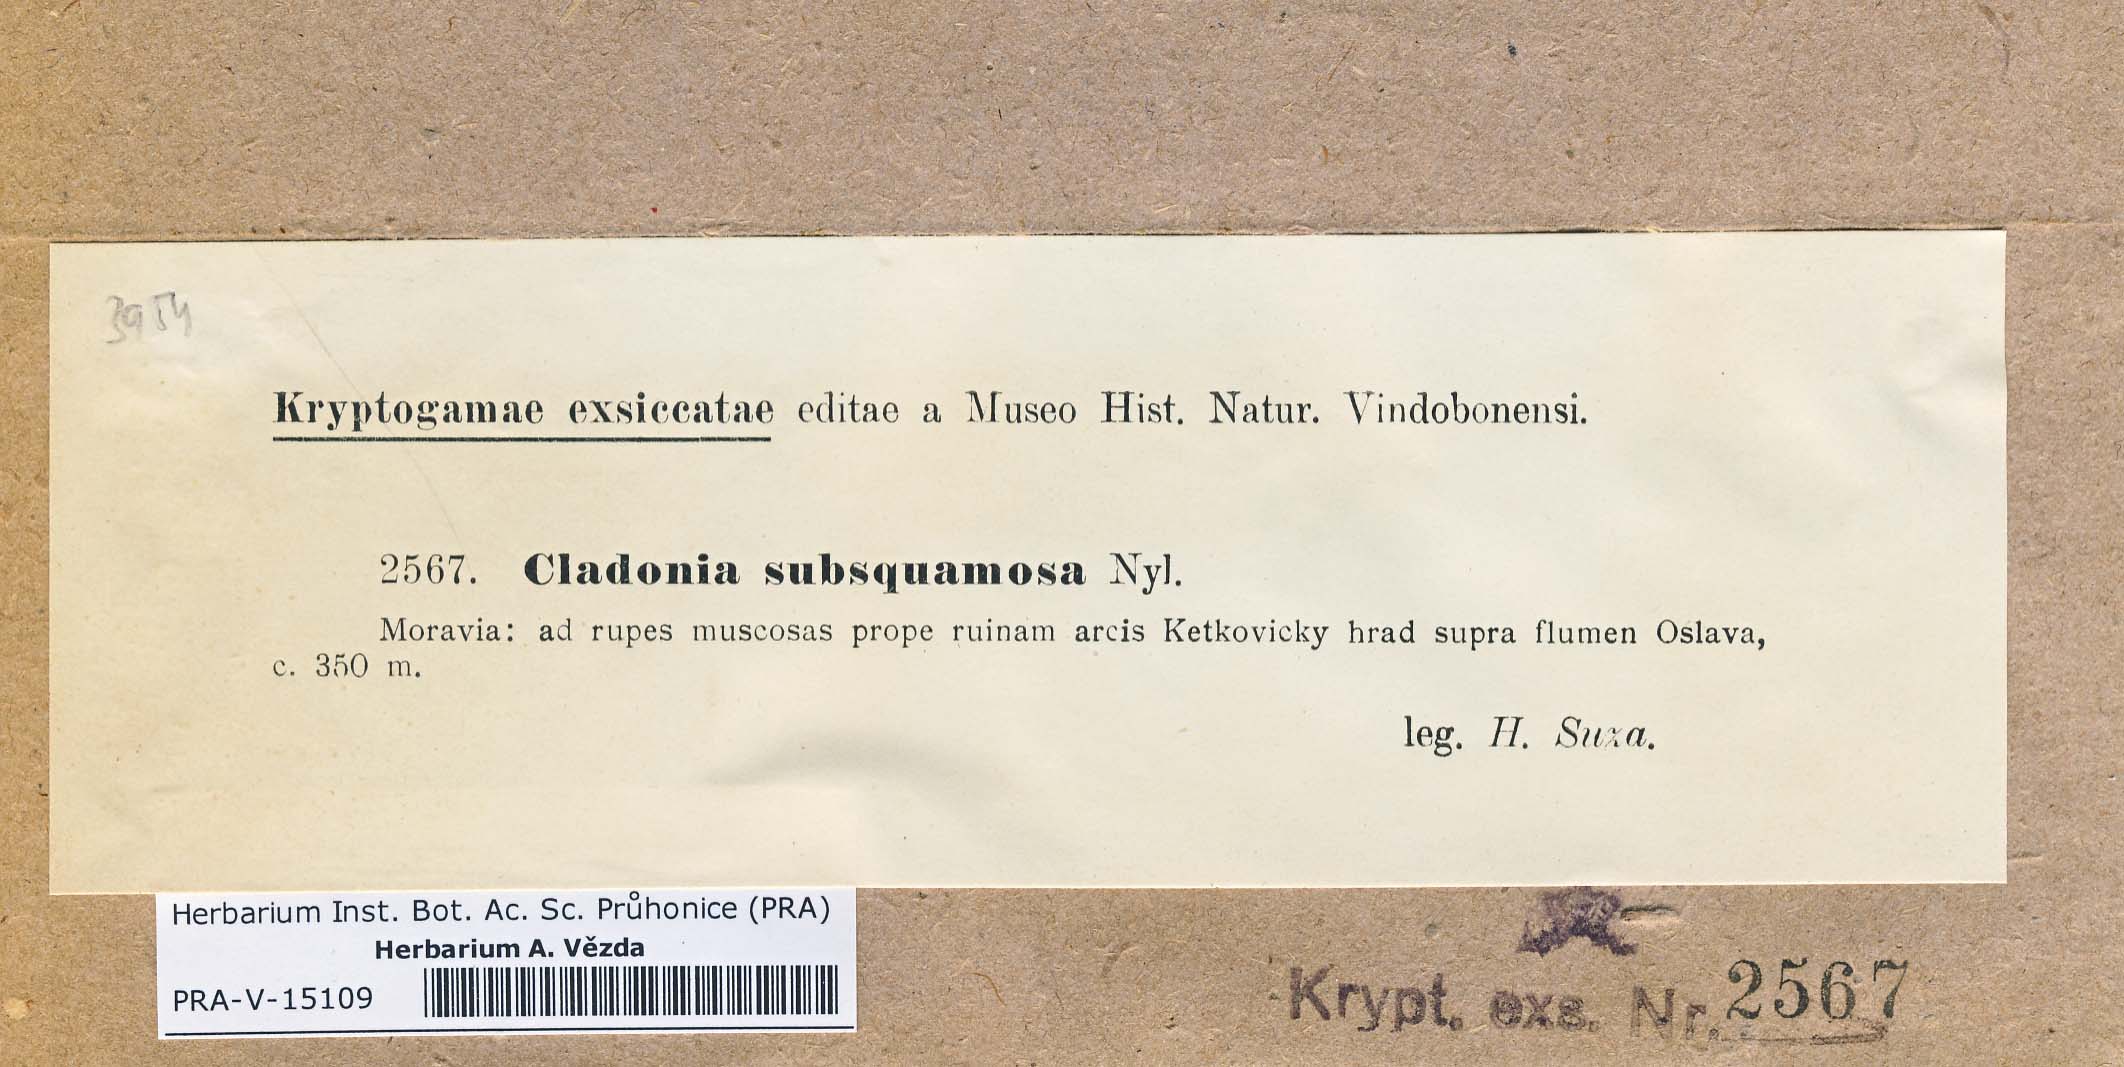 3954
Kryptogamae exsiccatae editae a Museo Hist. Natur. Vindobonensi.
2567. Cladonia subsquamosa Nyl.
Moravia: ad rupes muscosas prope ruinam arcis Ketkovicky hrad supra flumen Oslava,
c. 350 m.
leg. H. Suza.
Herbarium Inst. Bot. Ac. Sc. Průhonice (PRA)
Herbarium A. Vězda
PRA-V-15109
Krypt. exs. Nr. 2567